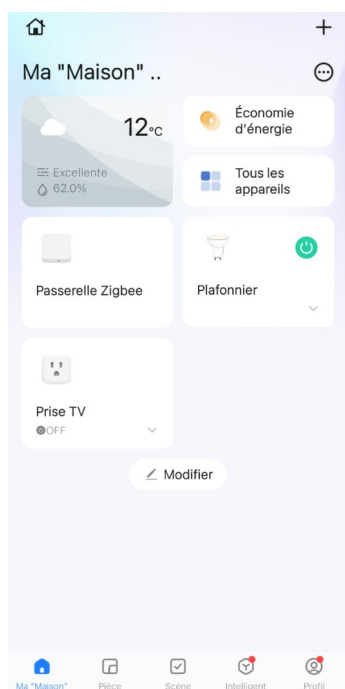 Ma "Maison" ..
12°C
Économie
d'énergie
Excellente
62.0%
Tous les
appareils
Passerelle Zigbee
Plafonnier
Prise TV
OFF
Modifier
Ma "Maison"
Pièce
Scène
Intelligent
Profil